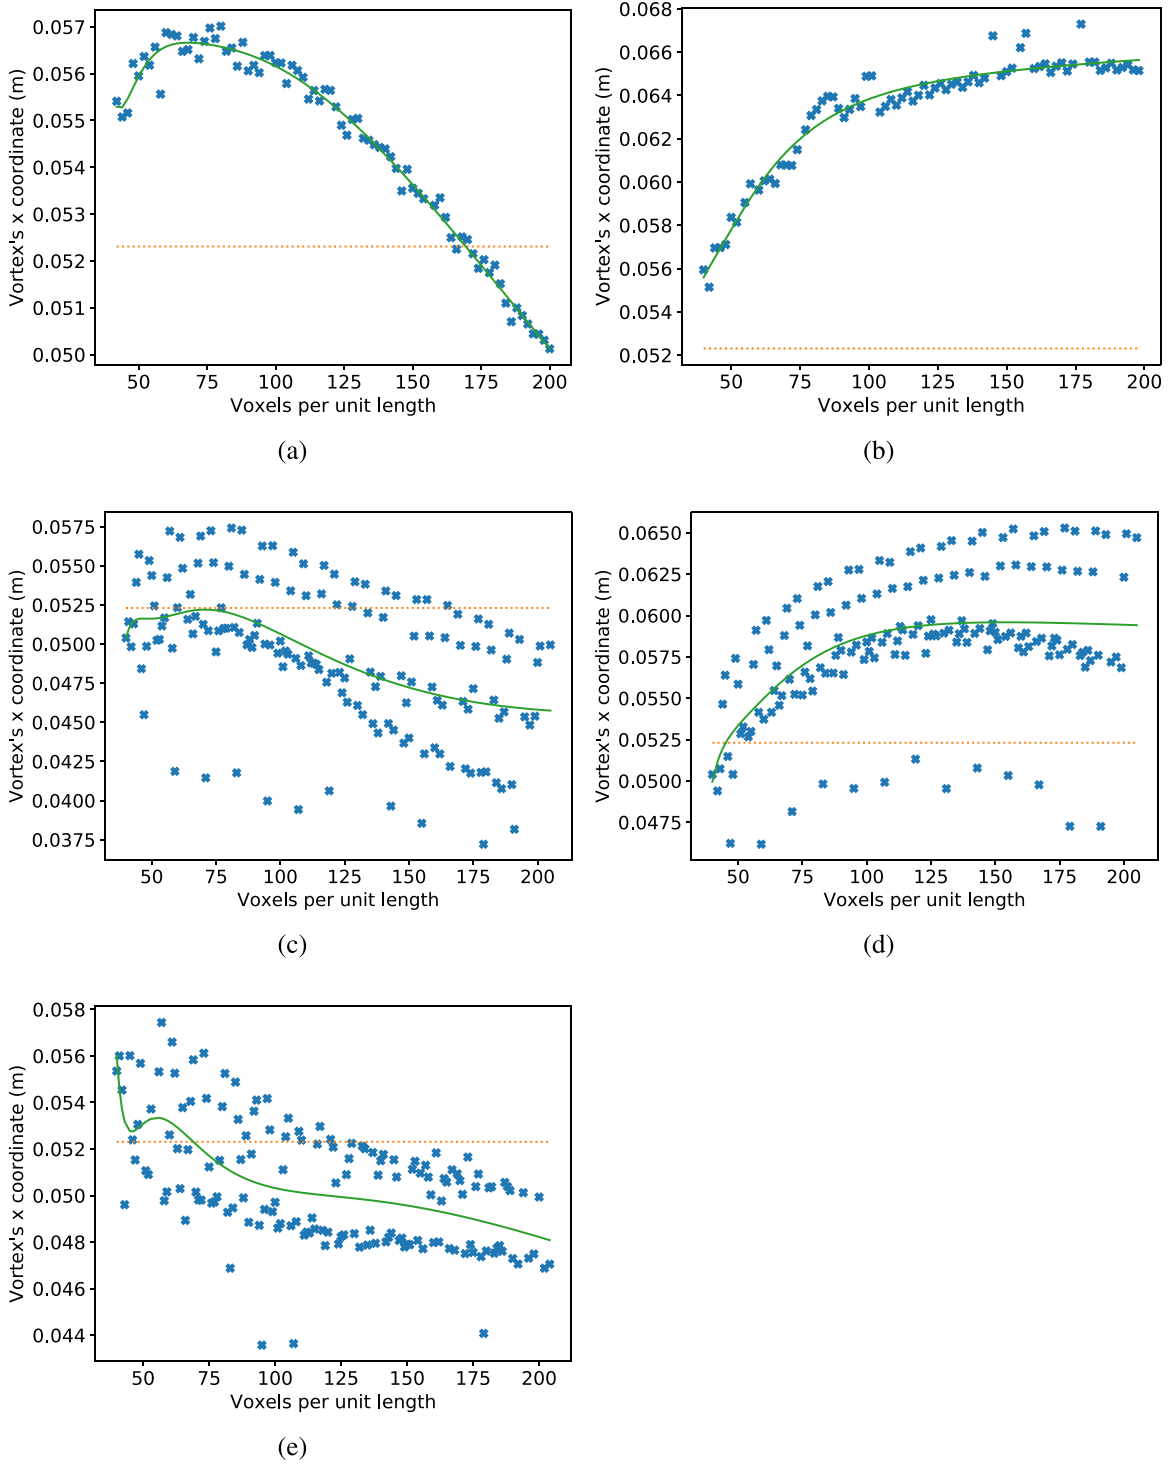 0.057
0.056
0.055
0.054
0.053
0.052
0.051
0.050
Vortex's x coordinate (m)
50 75 100 125 150 175 200
Voxels per unit length
(a)
0.068
0.066
0.064
0.062
0.060
0.058
0.056
0.054
0.052
Vortex's x coordinate (m)
50 75 100 125 150 175 200
Voxels per unit length
(b)
0.0575
0.0550
0.0525
0.0500
0.0475
0.0450
0.0425
0.0400
0.0375
Vortex's x coordinate (m)
50 75 100 125 150 175 200
Voxels per unit length
(c)
0.0650
0.0625
0.0600
0.0575
0.0550
0.0525
0.0500
0.0475
Vortex's x coordinate (m)
50 75 100 125 150 175 200
Voxels per unit length
(d)
0.058
0.056
0.054
0.052
0.050
0.048
0.046
0.044
Vortex's x coordinate (m)
50 75 100 125 150 175 200
Voxels per unit length
(e)